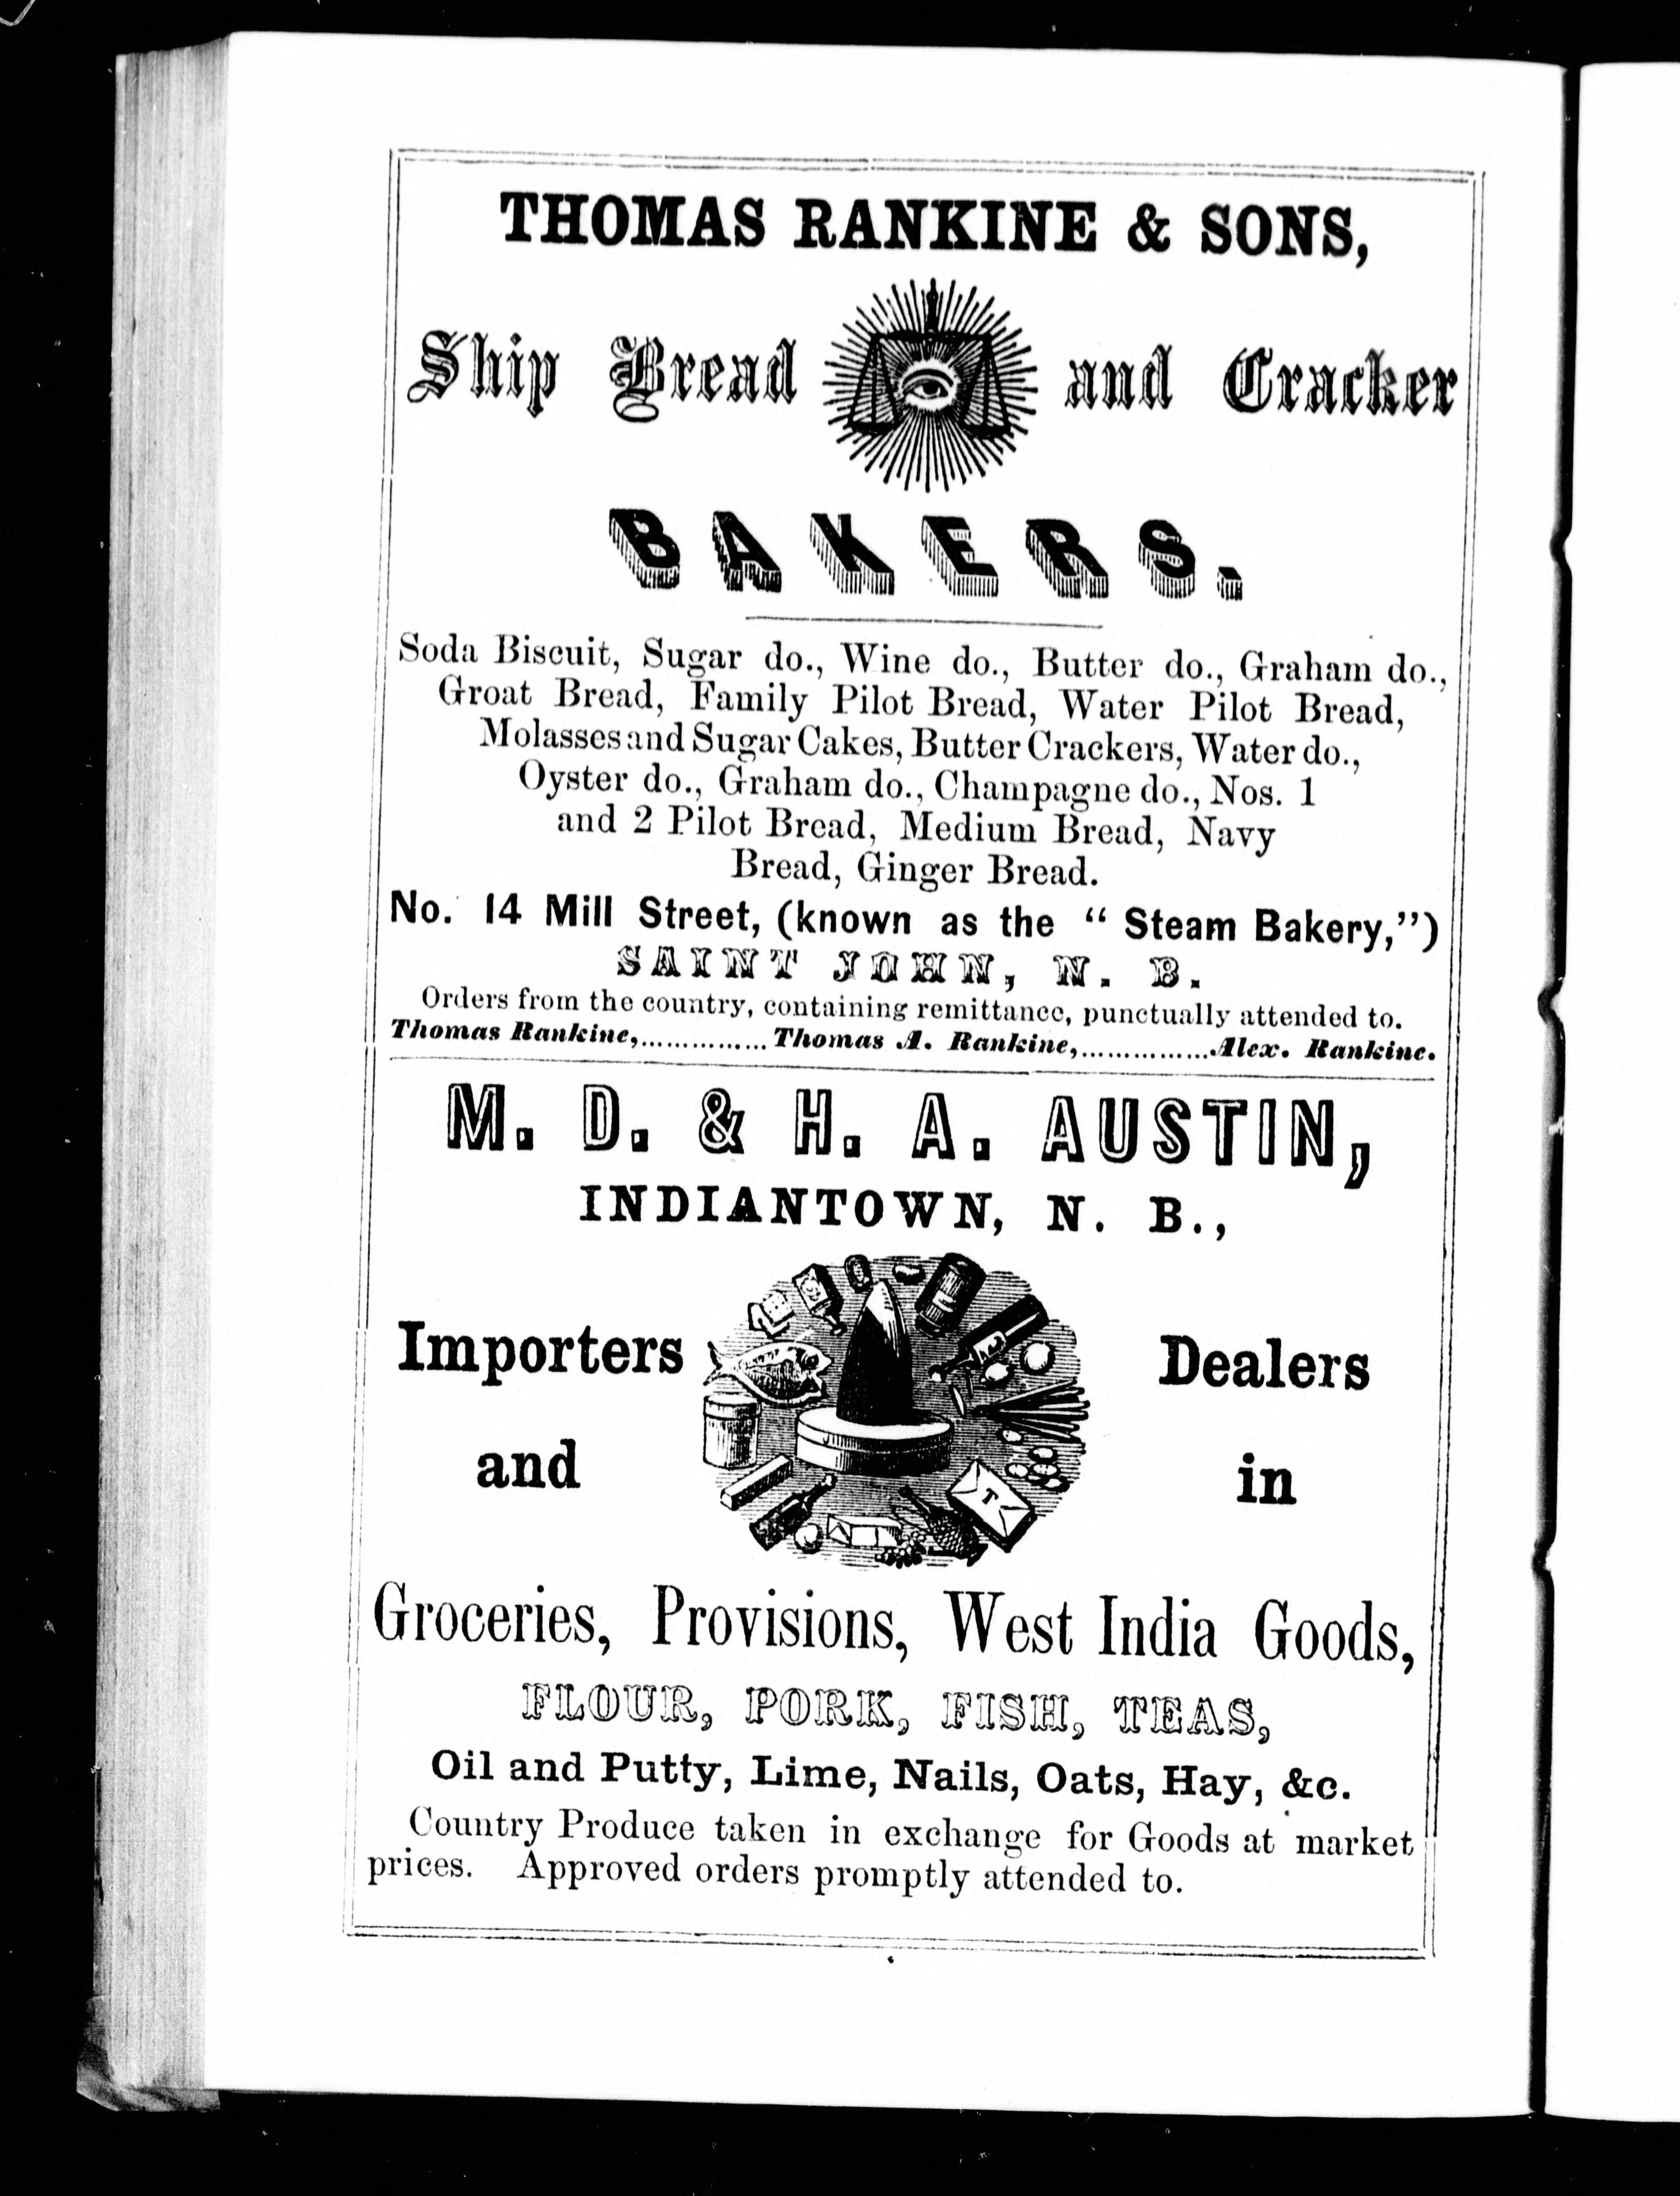 THOMAS RANKINE & SONS,
Ship Bread and Cracker
BAKERS.
Soda Biscuit, Sugar do., Wine do., Butter do., Graham do.,
Groat Bread, Family Pilot Bread, Water Pilot Bread,
Molasses and Sugar Cakes, Butter Crackers, Water do.,
Oyster do., Graham do., Champagne do., Nos. 1
and 2 Pilot Bread, Medium Bread, Navy
Bread, Ginger Bread.
No. 14 Mill Street, (known as the "Steam Bakery,")
SAINT JOHN, N. B.
Orders from the country, containing remittance, punctually attended to.
Thomas Rankine,...............Thomas A. Rankine,...............Alex. Rankine.
M. D. & H. A. AUSTIN,
INDIANTOWN, N. B.,
Importers Dealers
and in
T
Groceries, Provisions, West India Goods,
FLOUR, PORK, FISH, TEAS,
Oil and Putty, Lime, Nails, Oats, Hay, &c.
Country Produce taken in exchange for Goods at market
prices. Approved orders promptly attended to.